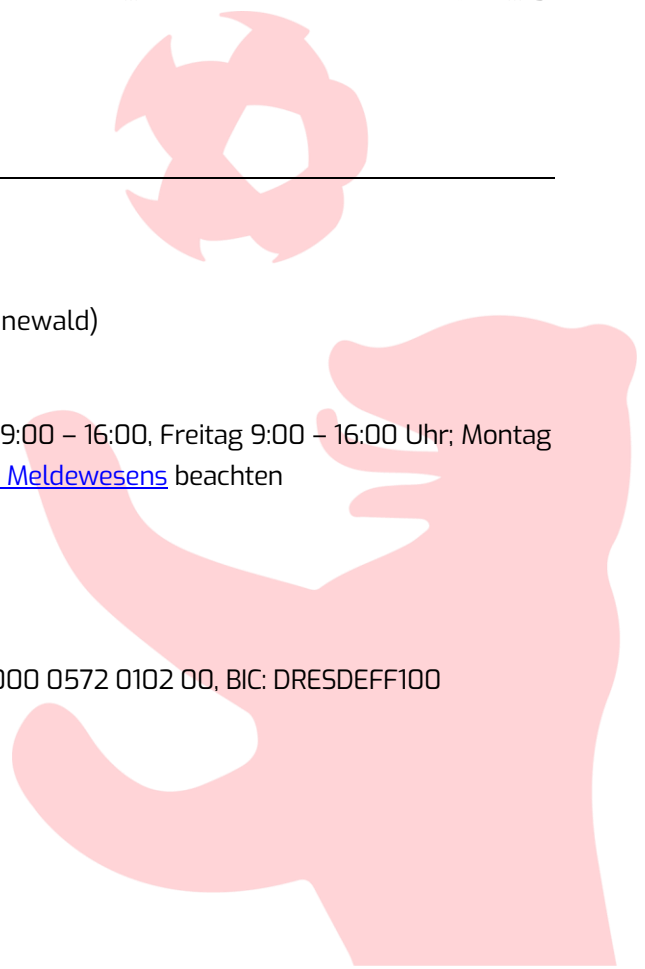 newald)
9:00 – 16:00, Freitag 9:00 – 16:00 Uhr; Montag
Meldewesens beachten
000 0572 0102 00, BIC: DRESDEFF100